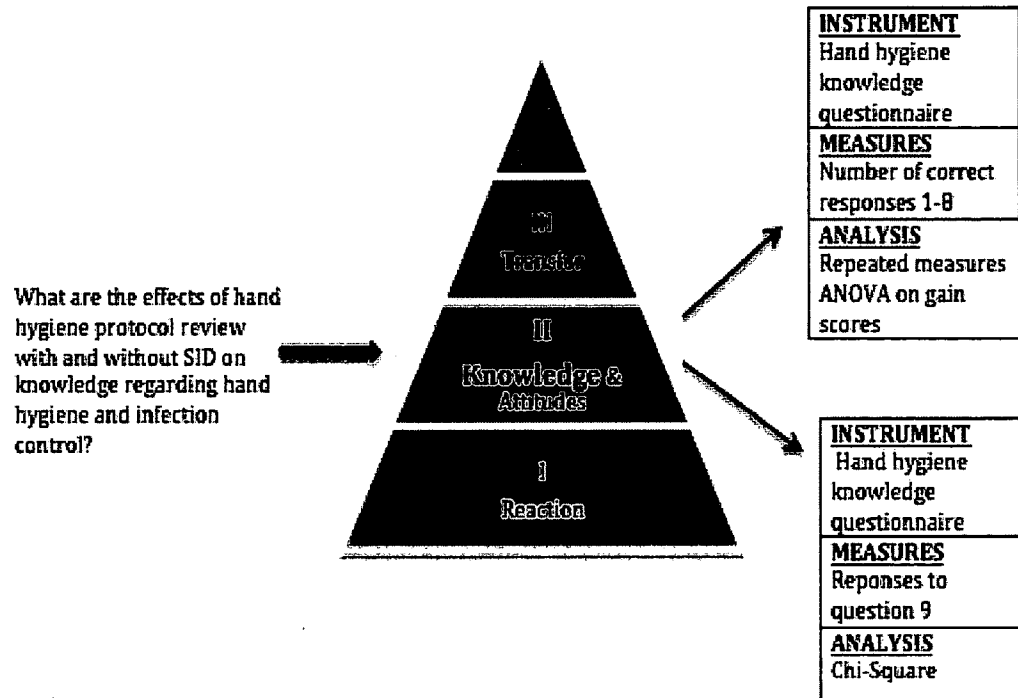 What are the effects of hand
hygiene protocol review
with and without SID on
knowledge regarding hand
hygiene and infection
control?
III
Transfer
II
Knowledge &
Attitudes
I
Reaction
INSTRUMENT
Hand hygiene
knowledge
questionnaire
MEASURES
Number of correct
responses 1-8
ANALYSIS
Repeated measures
ANOVA on gain
scores
INSTRUMENT
Hand hygiene
knowledge
questionnaire
MEASURES
Reponses to
question 9
ANALYSIS
Chi-Square